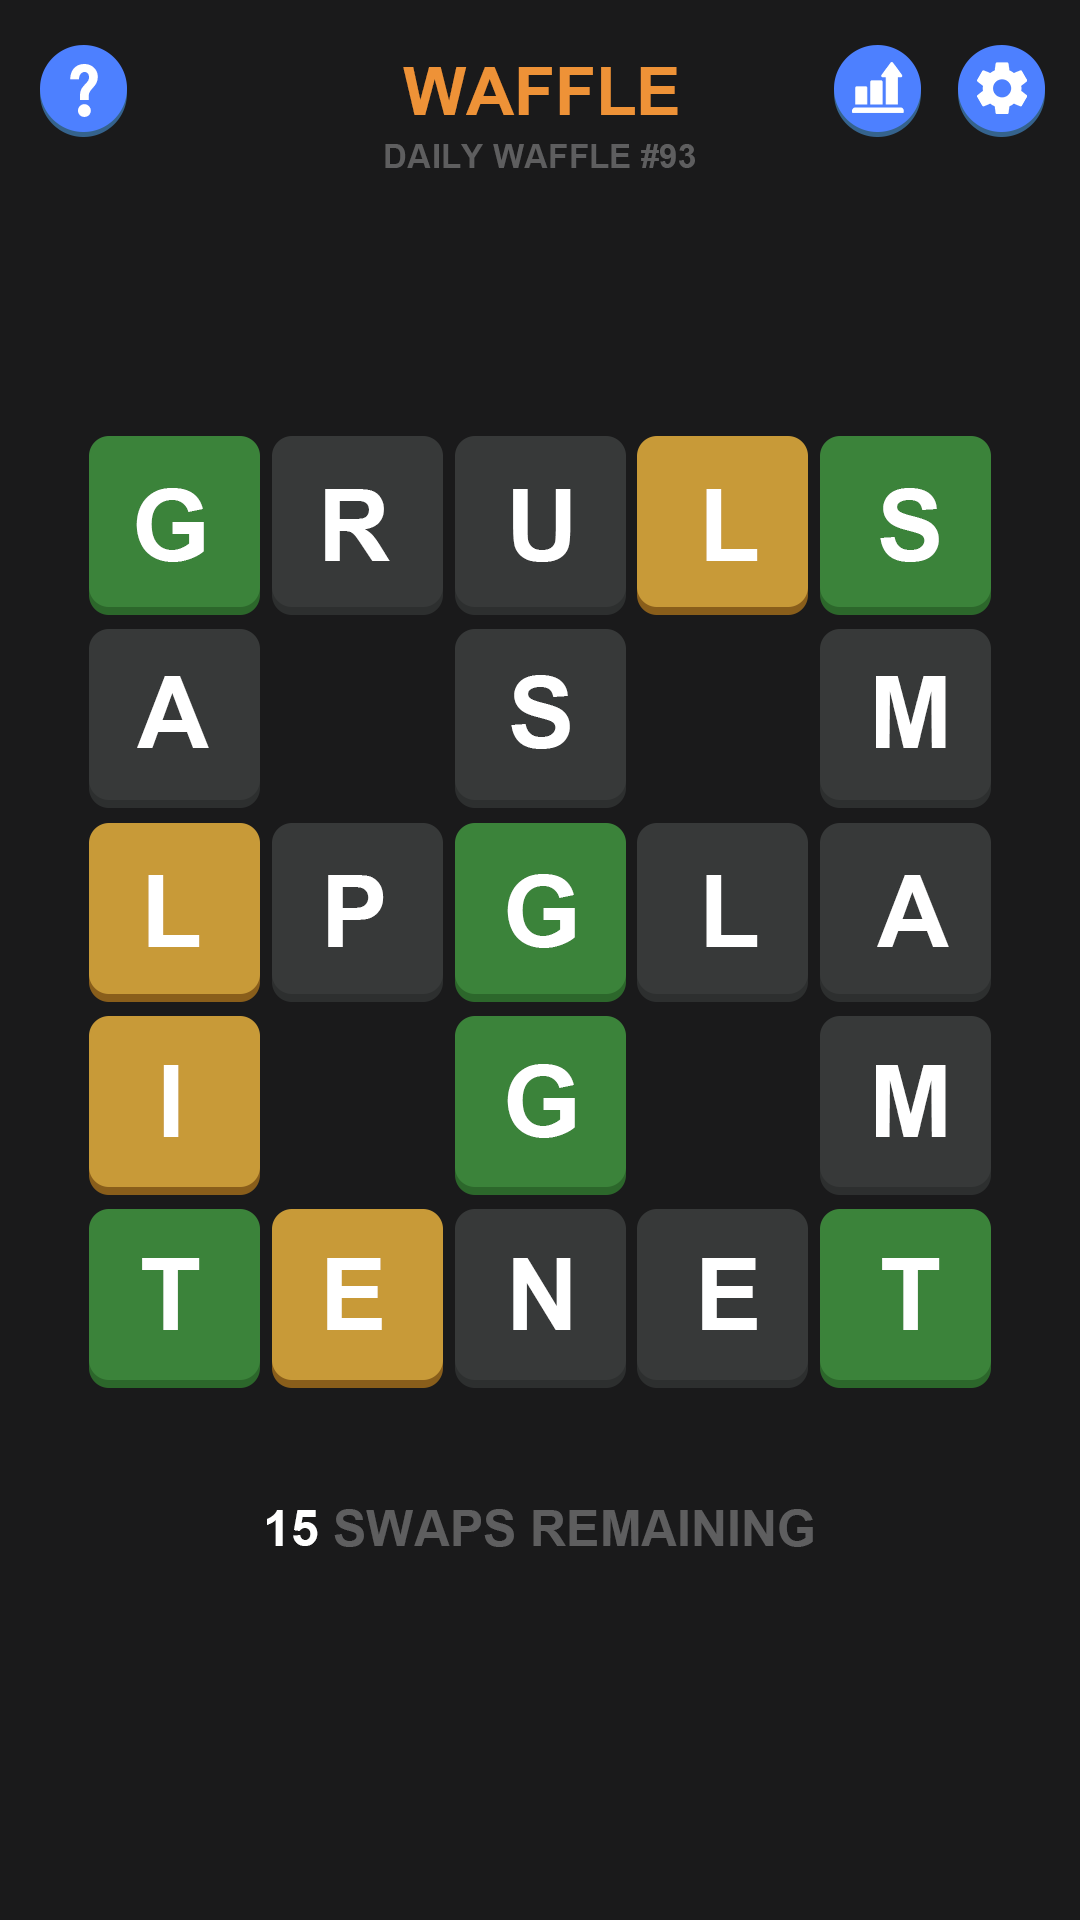 ?
WAFFLE
DAILY WAFFLE #93
G R U L S
A S M
L P G L A
I G M
T E N E T
15 SWAPS REMAINING